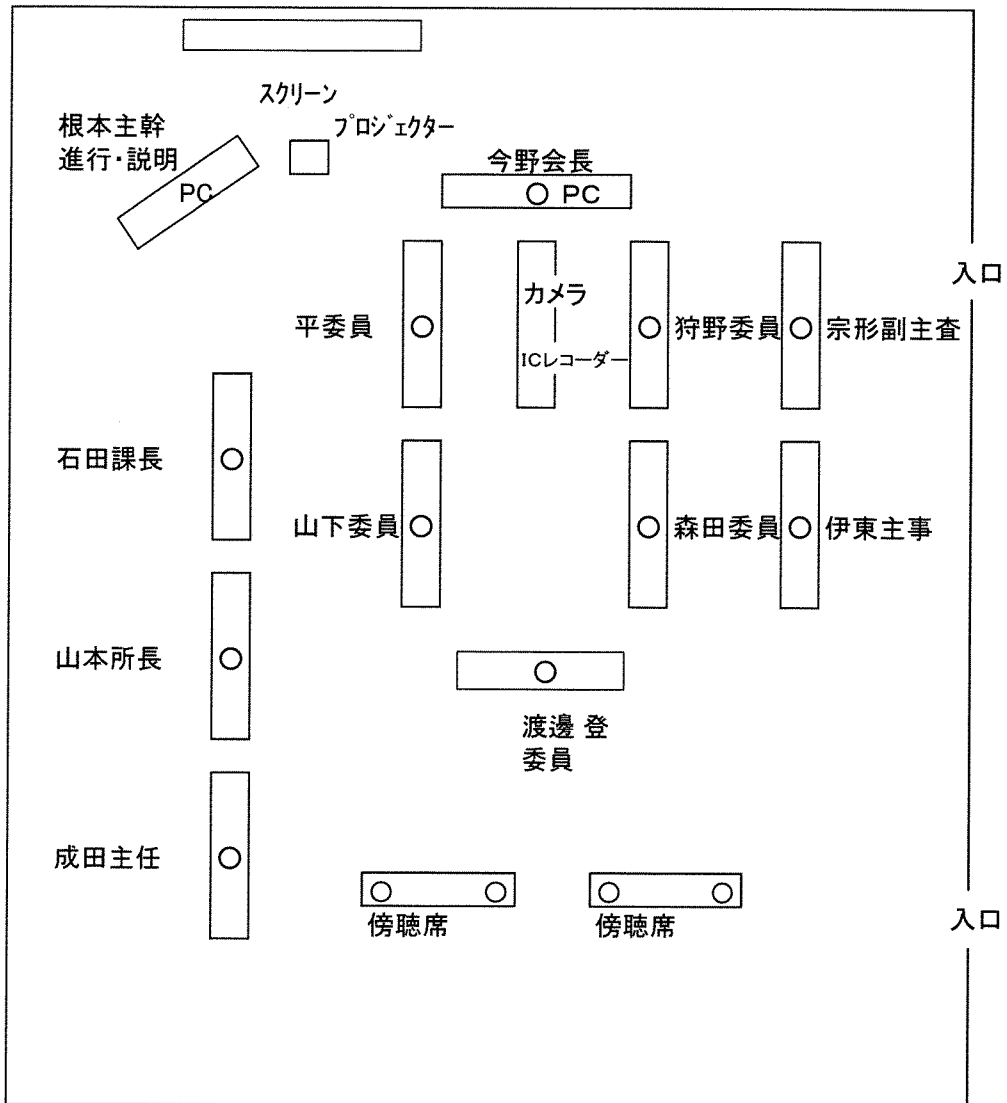 スクリーン
プロジェクター
根本主幹
進行・説明
PC
今野会長
PC
入口
カメラ
平委員
狩野委員
宗形副主査
ICレコーダー
石田課長
山下委員
森田委員
伊東主事
山本所長
渡邊 登
委員
成田主任
傍聴席
傍聴席
入口